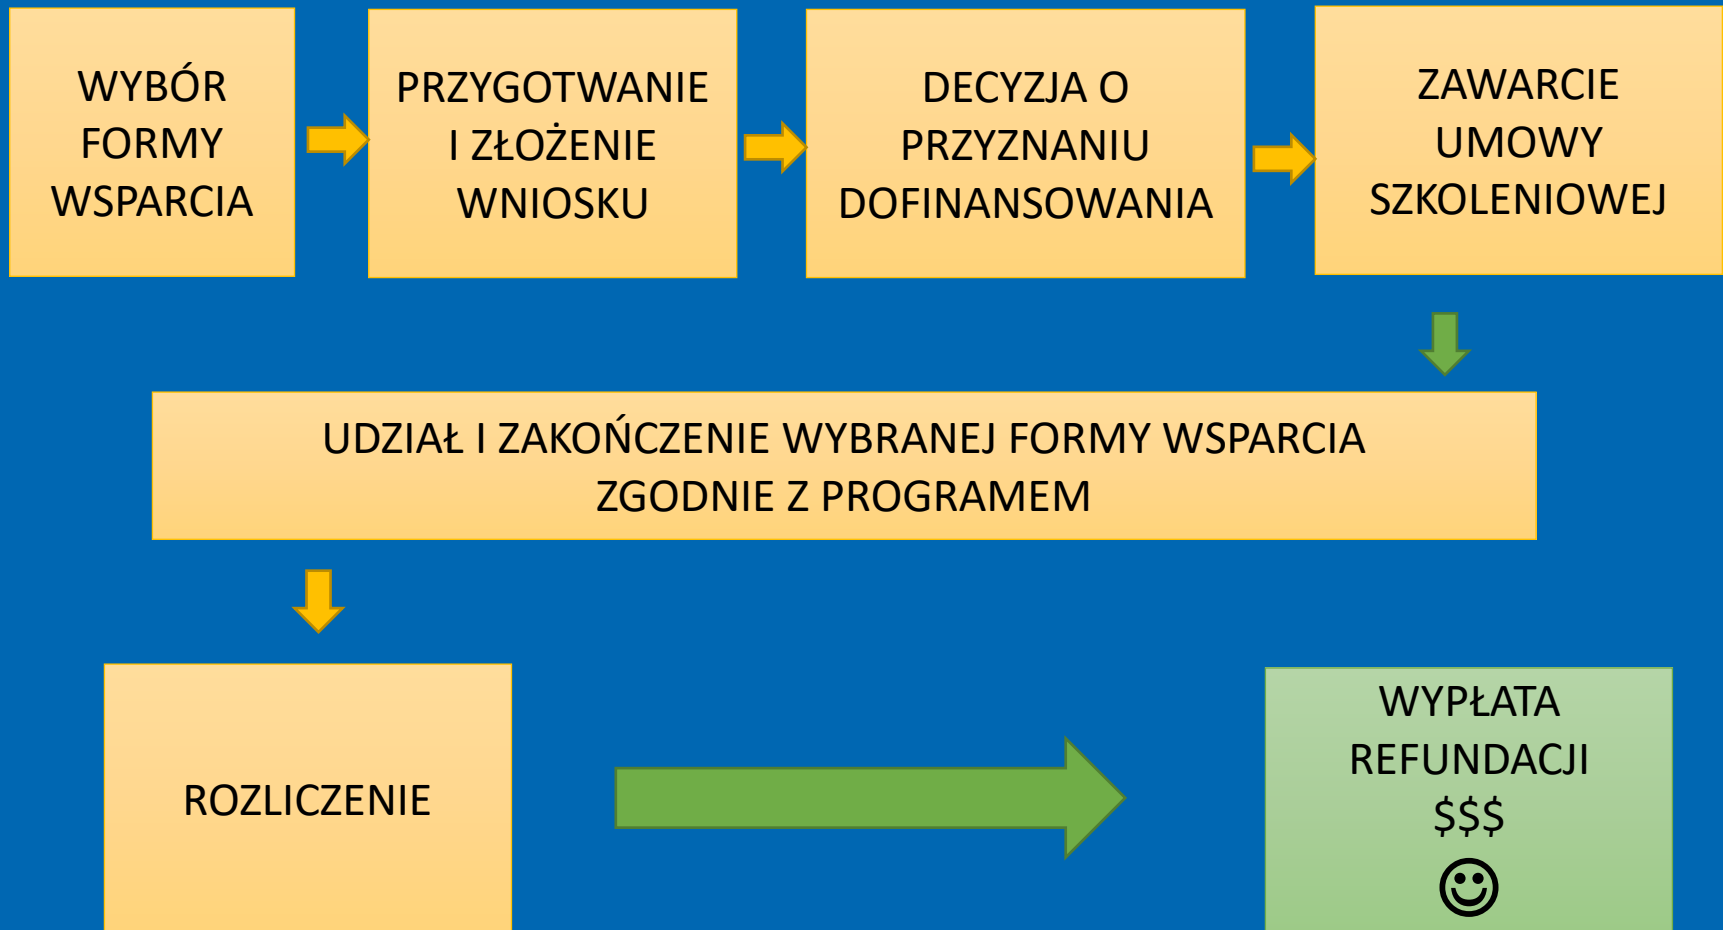 WYBÓR
FORMY
WSPARCIA
PRZYGOTWANIE
I ZŁOŻENIE
WNIOSKU
DECYZJA O
PRZYZNANIU
DOFINANSOWANIA
ZAWARCIE
UMOWY
SZKOLENIOWEJ
UDZIAŁ I ZAKOŃCZENIE WYBRANEJ FORMY WSPARCIA
ZGODNIE Z PROGRAMEM
ROZLICZENIE
WYPŁATA
REFUNDACJI
$$$